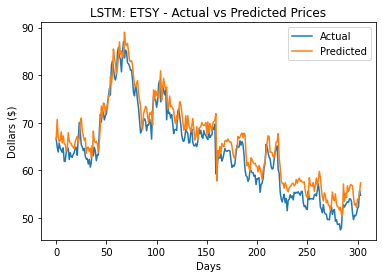 LSTM: ETSY - Actual vs Predicted Prices
Actual
Predicted
Dollars ($)
90
80
70
60
50
0 50 100 150 200 250 300
Days